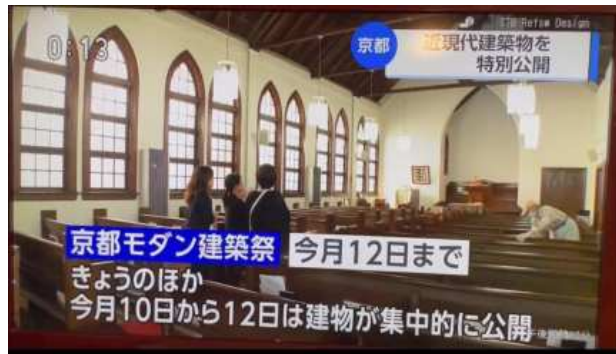 0:13
京都
近現代建築物を
特別公開
京都モダン建築祭 今月12日まで
きょうのほか
今月10日から12日は建物が集中的に公開